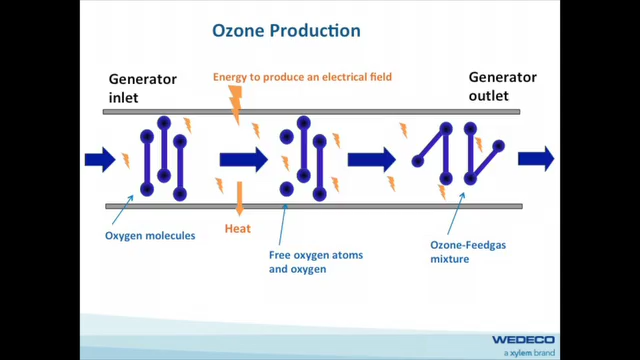 Ozone Production
Generator
inlet
Energy to produce an electrical field
Generator
outlet
Oxygen molecules
Heat
Free oxygen atoms
and oxygen
Ozone-Feedgas
mixture
WEDECO
a xylem brand